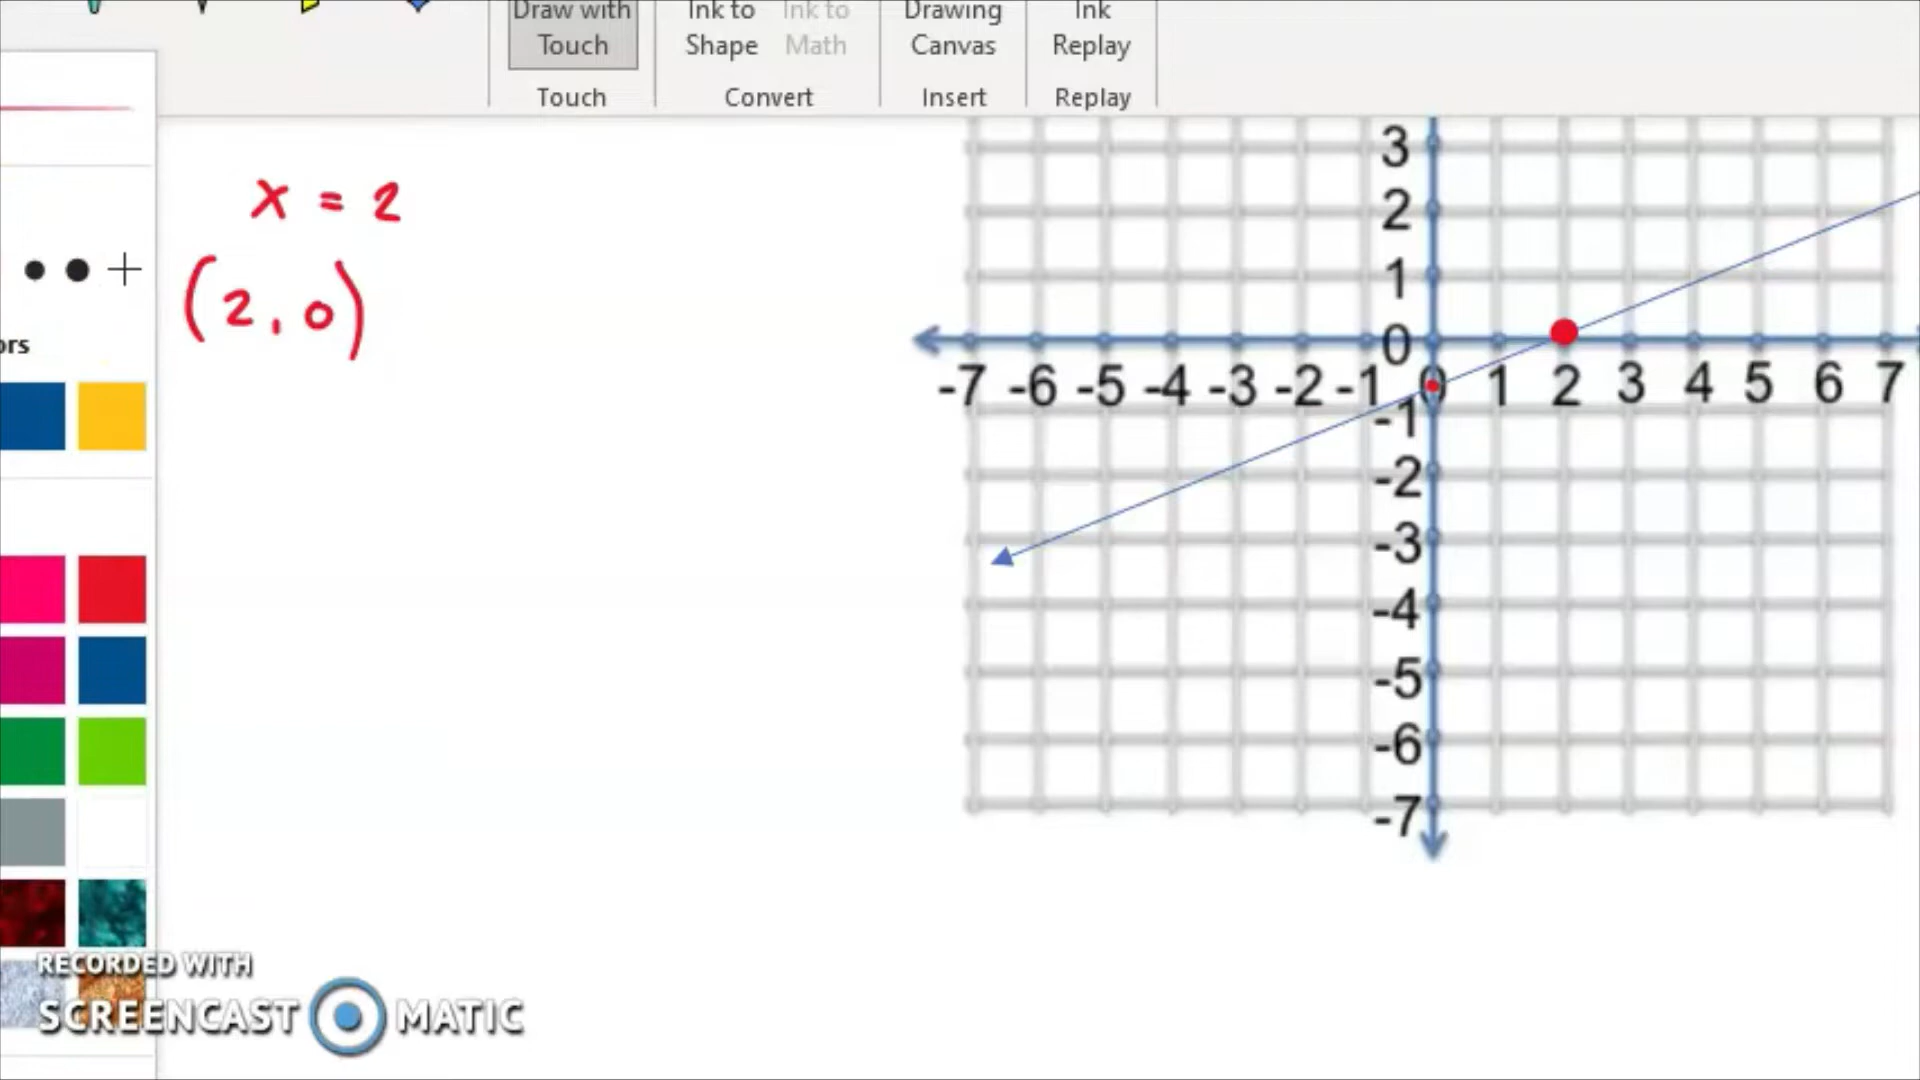 Draw with
Touch
Ink to
Shape
Ink to
Math
Drawing
Canvas
Ink
Replay
Touch
Convert
Insert
Replay
ors
x = 2
(2, 0)
3
2
1
0
-7 -6 -5 -4 -3 -2 -1 0 1 2 3 4 5 6 7
-1
-2
-3
-4
-5
-6
-7
RECORDED WITH
SCREENCAST MATIC